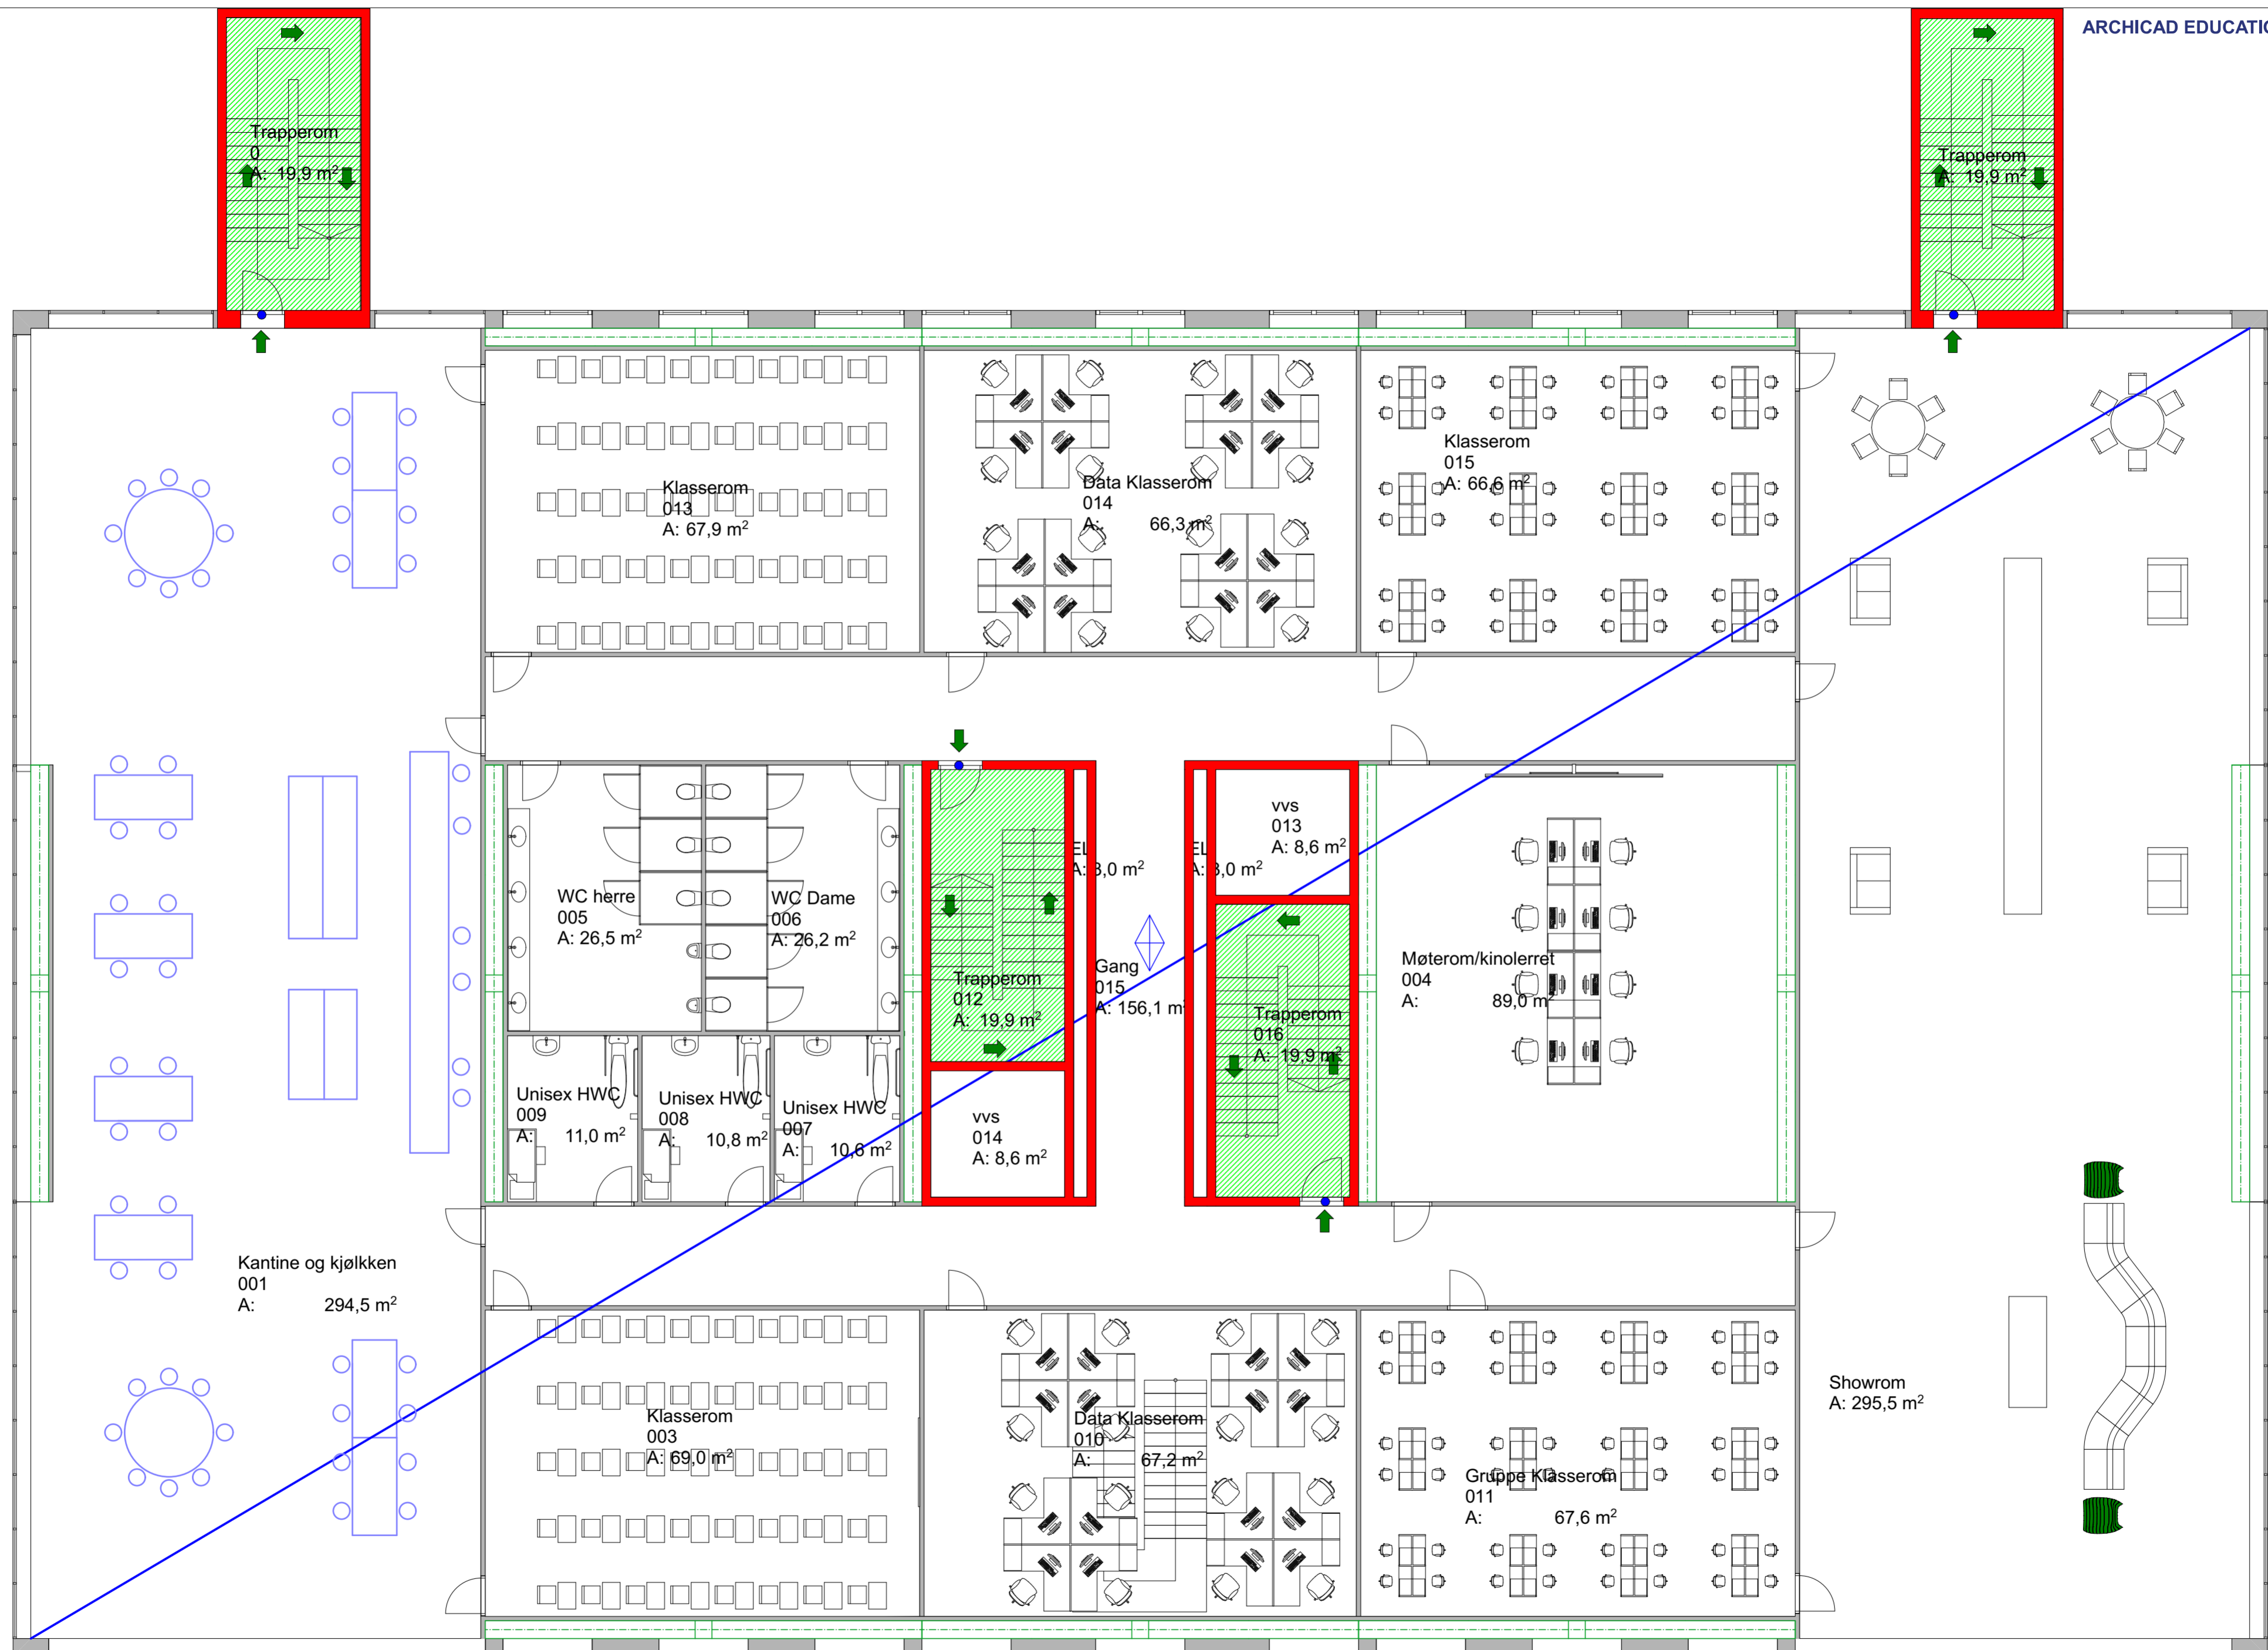 ARCHICAD EDUCATIO
Trapperom
0
A: 19,9 m²
Trapperom
A: 19,9 m²
Klasserom
013
A: 67,9 m²
Data Klasserom
014
A: 66,3 m²
Klasserom
015
A: 66,6 m²
WC herre
005
A: 26,5 m²
WC Dame
006
A: 26,2 m²
Trapperom
012
A: 19,9 m²
EL
A: 3,0 m²
EL
A: 3,0 m²
vvs
013
A: 8,6 m²
Gang
015
A: 156,1 m²
Trapperom
016
A: 19,9 m²
Møterom/kinolerret
004
A: 89,0 m²
Unisex HWC
009
A: 11,0 m²
Unisex HWC
008
A: 10,8 m²
Unisex HWC
007
A: 10,6 m²
vvs
014
A: 8,6 m²
Kantine og kjølkken
001
A: 294,5 m²
Klasserom
003
A: 69,0 m²
Data Klasserom
010
A: 67,2 m²
Gruppe Klasserom
011
A: 67,6 m²
Showrom
A: 295,5 m²